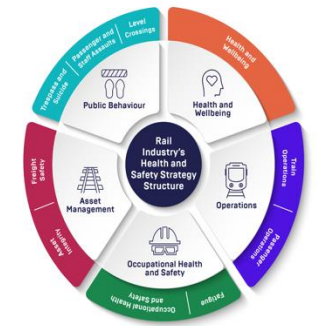 Rail
Industry's
Health and
Safety Strategy
Structure
Public Behaviour
Trespass and
Suicide
Passenger and
Staff Assaults
Level
Crossings
Health and
Wellbeing
Health and
Wellbeing
Operations
Train
Operations
Passenger
Operations
Occupational Health
and Safety
Fatigue
Occupational Health
and Safety
Asset
Management
Asset
Integrity
Freight
Safety